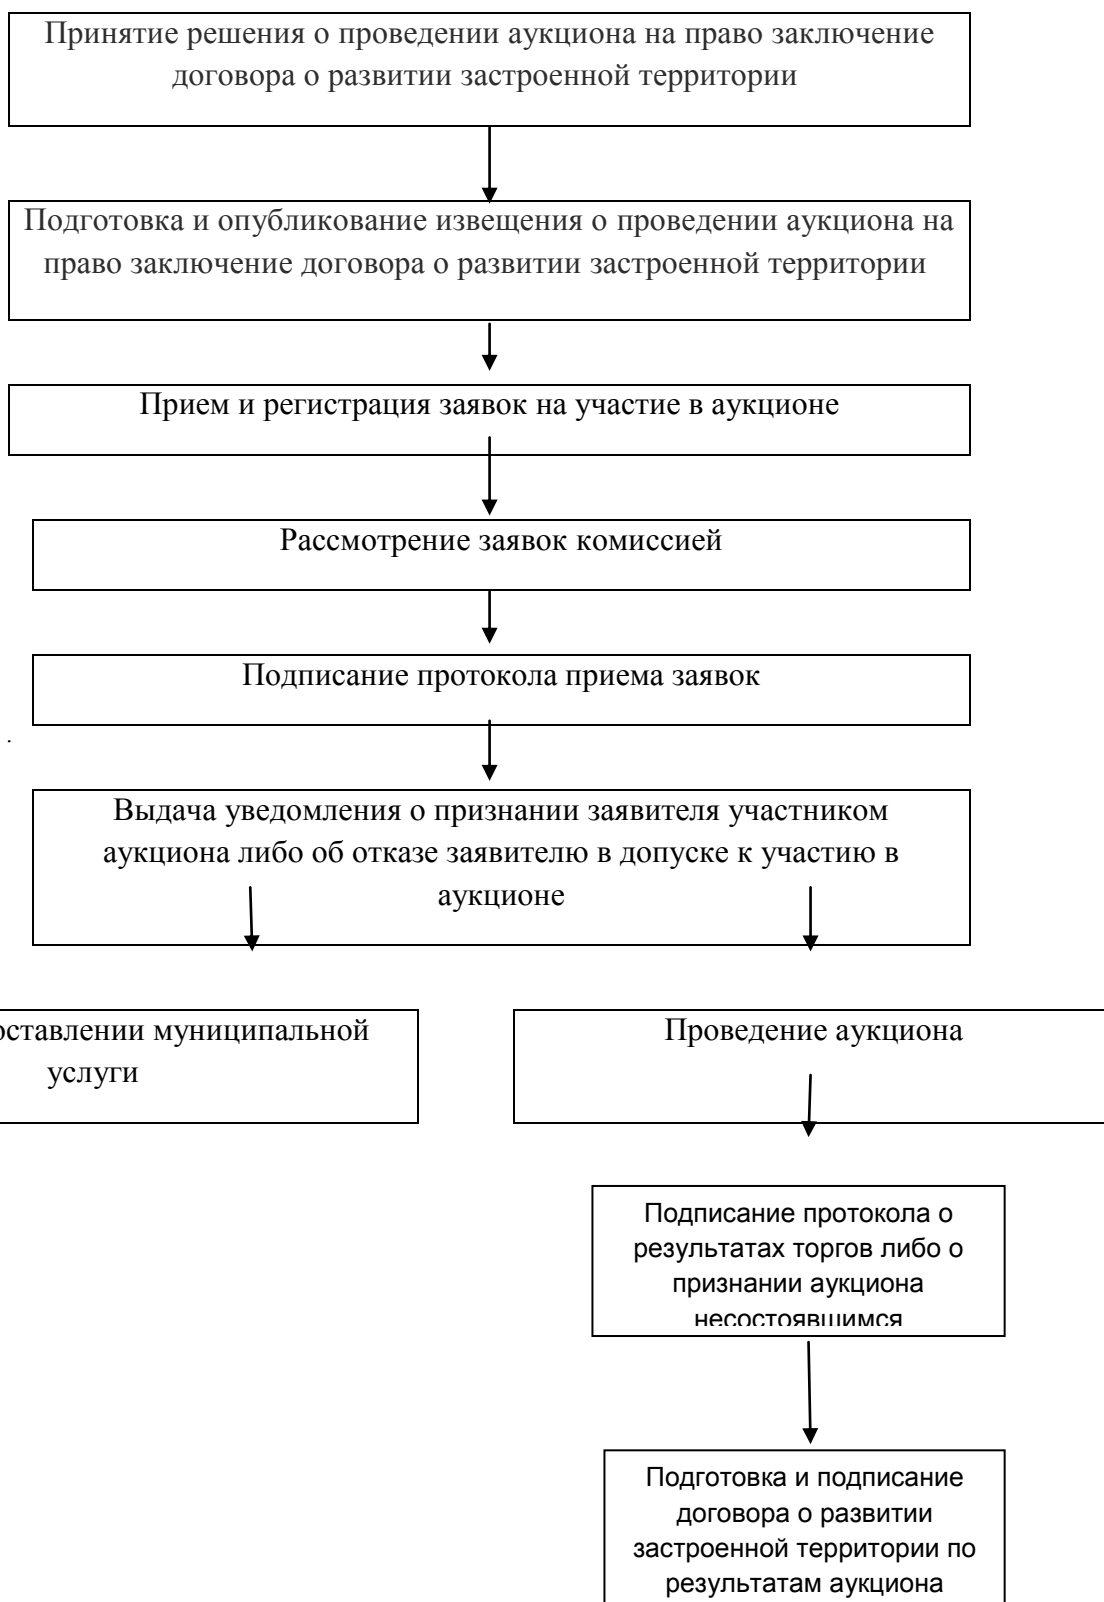 Принятие решения о проведении аукциона на право заключение
договора о развитии застроенной территории
Подготовка и опубликование извещения о проведении аукциона на
право заключение договора о развитии застроенной территории
Прием и регистрация заявок на участие в аукционе
Рассмотрение заявок комиссией
Подписание протокола приема заявок
.
Выдача уведомления о признании заявителя участником
аукциона либо об отказе заявителю в допуске к участию в
аукционе
оставлении муниципальной
услуги
Проведение аукциона
Подписание протокола о
результатах торгов либо о
признании аукциона
несостоявшимся
Подготовка и подписание
договора о развитии
застроенной территории по
результатам аукциона